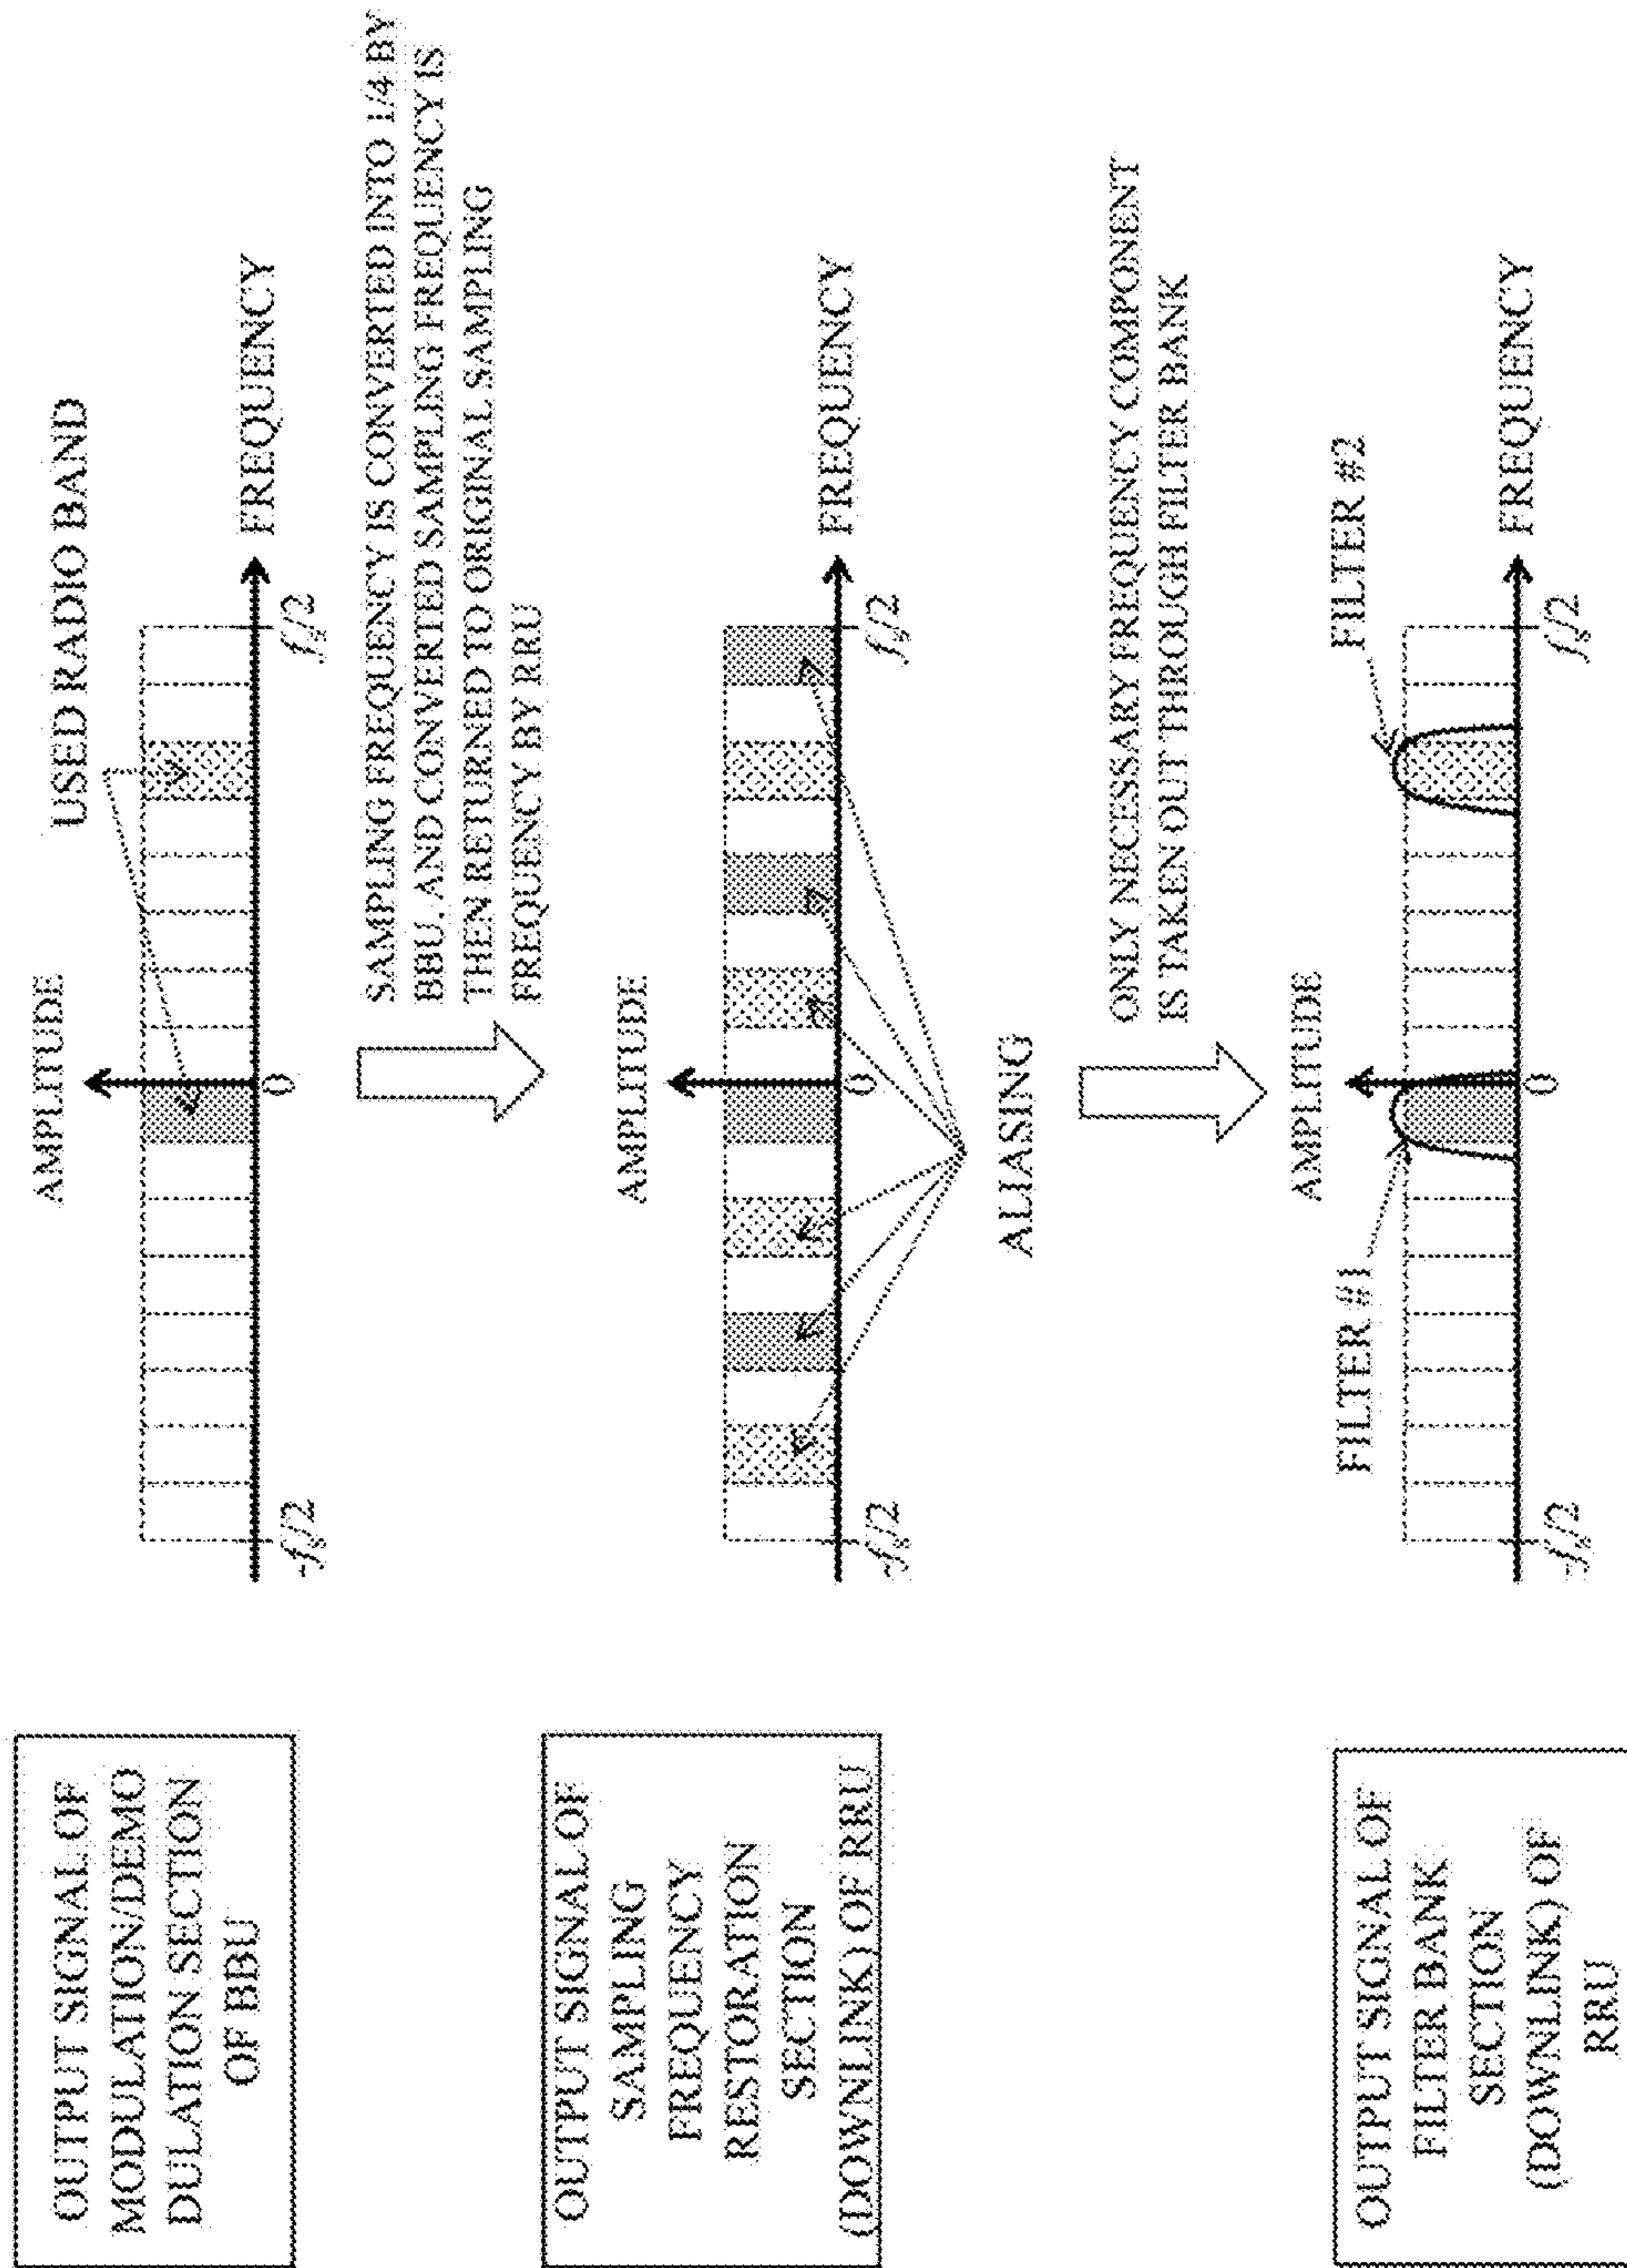 OUTPUT SIGNAL OF
MODULATION/DEMO
DULATION SECTION
OF BBU
AMPLITUDE
USED RADIO BAND
-fs/2
0
fs/2
FREQUENCY
SAMPLING FREQUENCY IS CONVERTED INTO 1/4 BY
BBU, AND CONVERTED SAMPLING FREQUENCY IS
THEN RETURNED TO ORIGINAL SAMPLING
FREQUENCY BY RRU
OUTPUT SIGNAL OF
SAMPLING
FREQUENCY
RESTORATION
SECTION
(DOWNLINK) OF RRU
AMPLITUDE
-fs/2
0
fs/2
FREQUENCY
ALIASING
ONLY NECESSARY FREQUENCY COMPONENT
IS TAKEN OUT THROUGH FILTER BANK
OUTPUT SIGNAL OF
FILTER BANK
SECTION
(DOWNLINK) OF
RRU
AMPLITUDE
FILTER #1
FILTER #2
-fs/2
0
fs/2
FREQUENCY